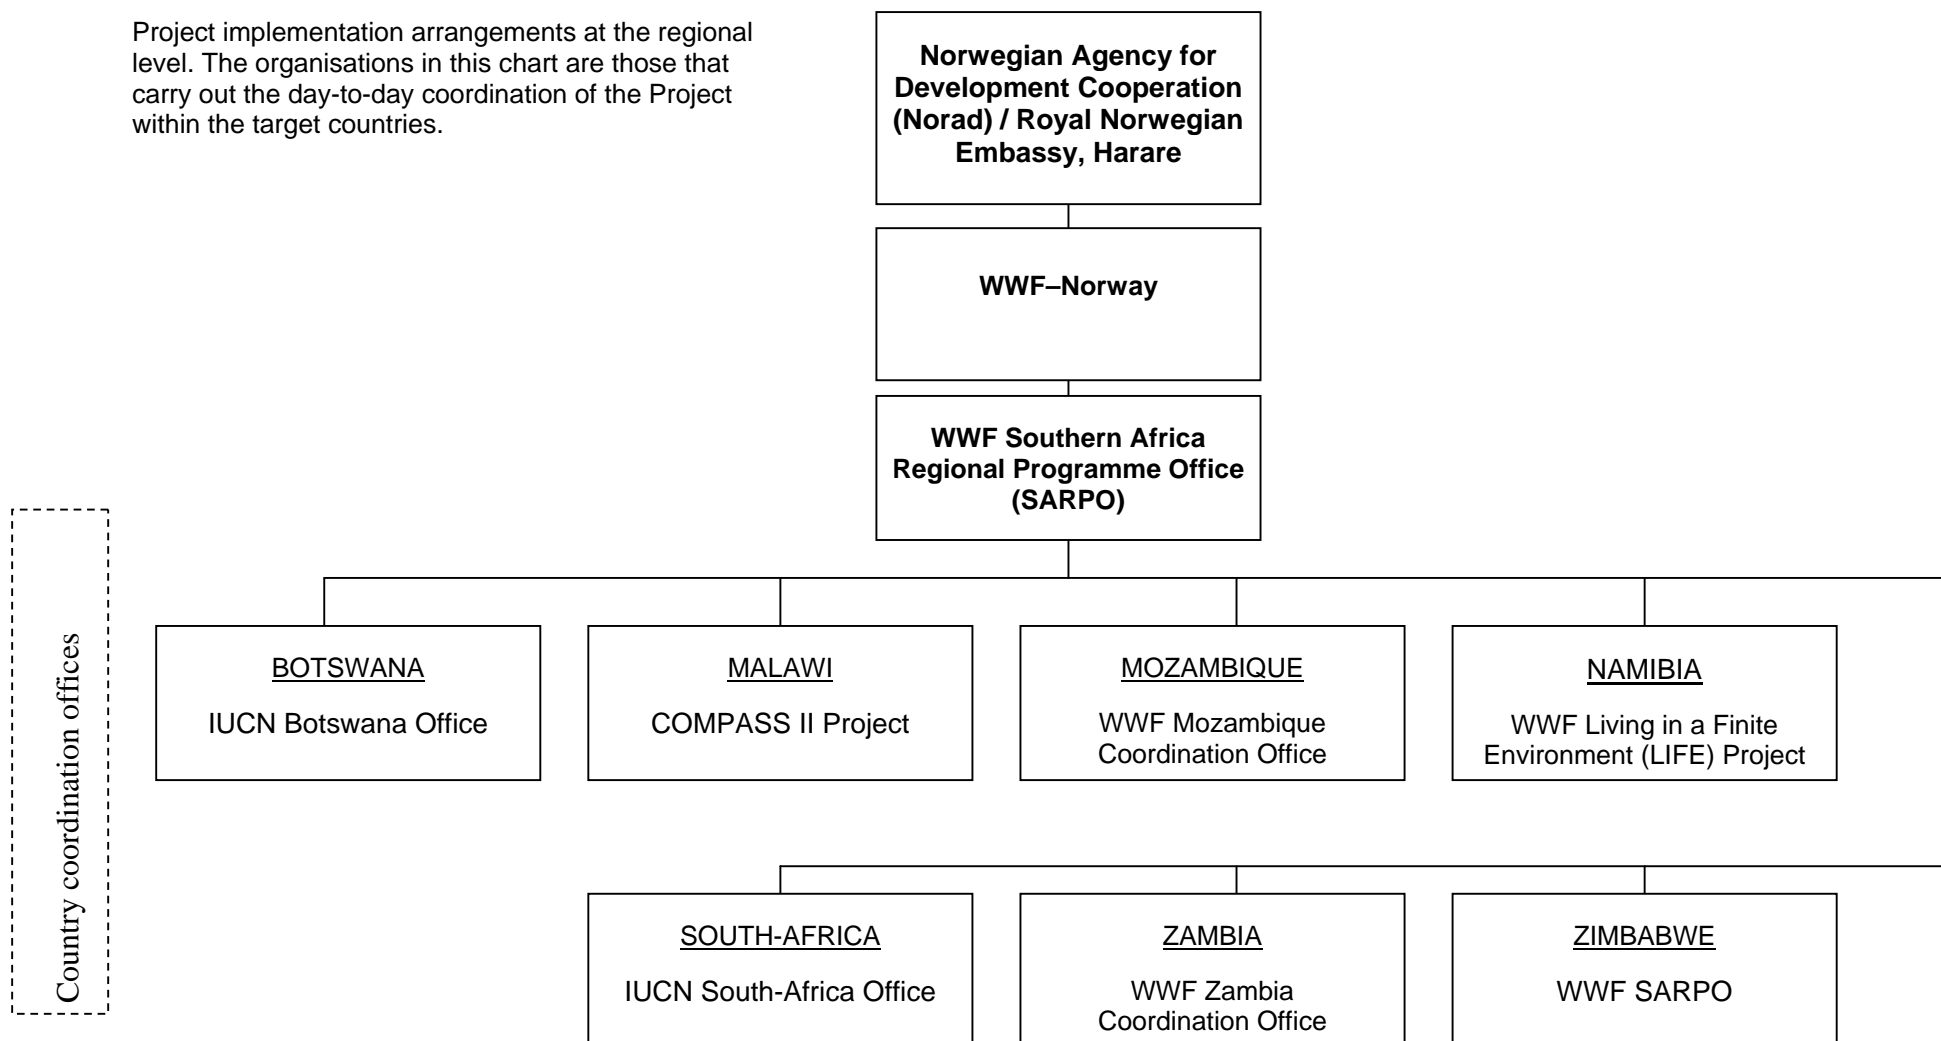 Project implementation arrangements at the regional
level. The organisations in this chart are those that
carry out the day-to-day coordination of the Project
within the target countries.
Norwegian Agency for
Development Cooperation
(Norad) / Royal Norwegian
Embassy, Harare
WWF–Norway
WWF Southern Africa
Regional Programme Office
(SARPO)
Country coordination offices
BOTSWANA
IUCN Botswana Office
MALAWI
COMPASS II Project
MOZAMBIQUE
WWF Mozambique
Coordination Office
NAMIBIA
WWF Living in a Finite
Environment (LIFE) Project
SOUTH-AFRICA
IUCN South-Africa Office
ZAMBIA
WWF Zambia
Coordination Office
ZIMBABWE
WWF SARPO